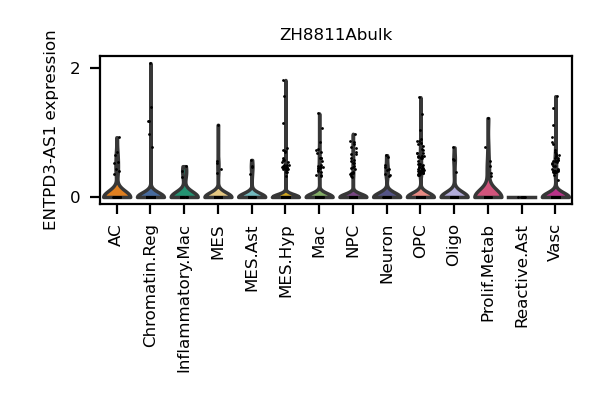 ZH8811Abulk
ENTPD3-AS1 expression
2
0
AC
Chromatin.Reg
Inflammatory.Mac
MES
MES.Ast
MES.Hyp
Mac
NPC
Neuron
OPC
Oligo
Prolif.Metab
Reactive.Ast
Vasc